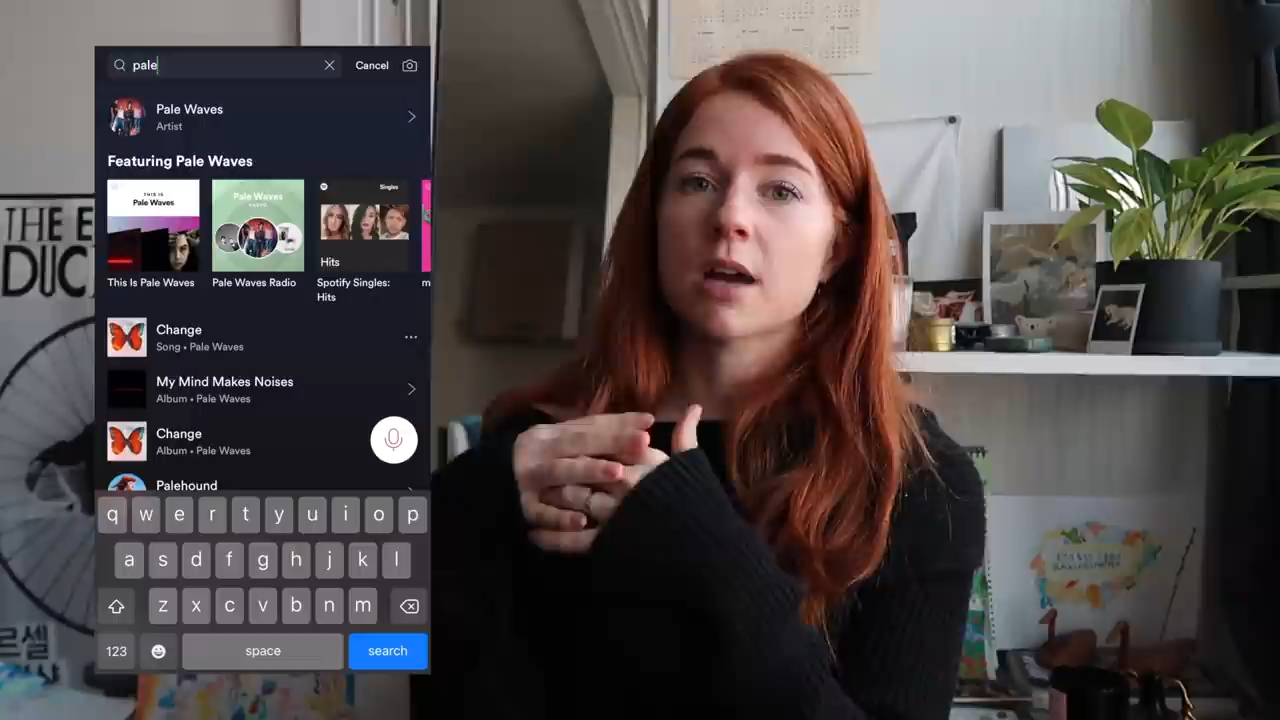 THE E
DUC
르셀
pale
Cancel
Pale Waves
Artist
Featuring Pale Waves
THIS IS
Pale Waves
Pale Waves
RADIO
Singles
Hits
This Is Pale Waves
Pale Waves Radio
Spotify Singles:
Hits
m
Change
Song • Pale Waves
My Mind Makes Noises
Album • Pale Waves
Change
Album • Pale Waves
Palehound
q w e r t y u i o p
a s d f g h j k l
z x c v b n m
123
space
search